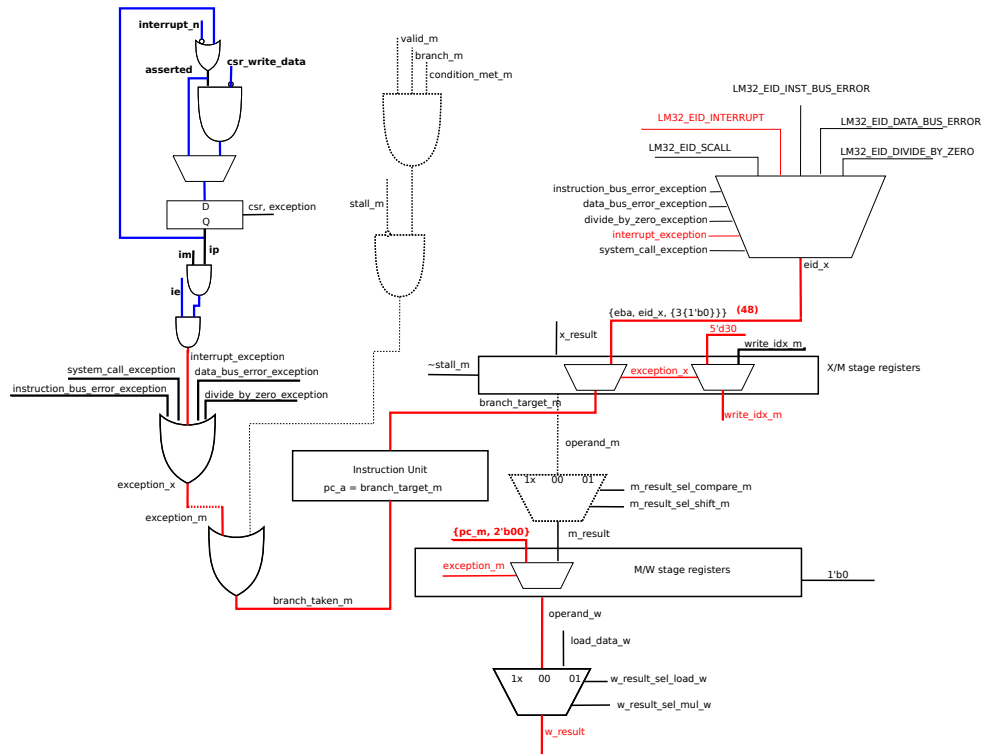 interrupt_n
asserted
csr_write_data
D
Q
csr, exception
im
ip
ie
interrupt_exception
system_call_exception
data_bus_error_exception
instruction_bus_error_exception
divide_by_zero_exception
exception_x
exception_m
branch_taken_m
valid_m
branch_m
condition_met_m
stall_m
Instruction Unit
pc_a = branch_target_m
LM32_EID_INST_BUS_ERROR
LM32_EID_INTERRUPT
LM32_EID_DATA_BUS_ERROR
LM32_EID_SCALL
LM32_EID_DIVIDE_BY_ZERO
instruction_bus_error_exception
data_bus_error_exception
divide_by_zero_exception
interrupt_exception
system_call_exception
eid_x
{eba, eid_x, {3{1'b0}}} (48)
5'd30
x_result
write_idx_m
~stall_m
exception_x
X/M stage registers
branch_target_m
write_idx_m
operand_m
1x 00 01
m_result_sel_compare_m
m_result_sel_shift_m
{pc_m, 2'b00}
m_result
exception_m
M/W stage registers
1'b0
operand_w
load_data_w
1x 00 01
w_result_sel_load_w
w_result_sel_mul_w
w_result